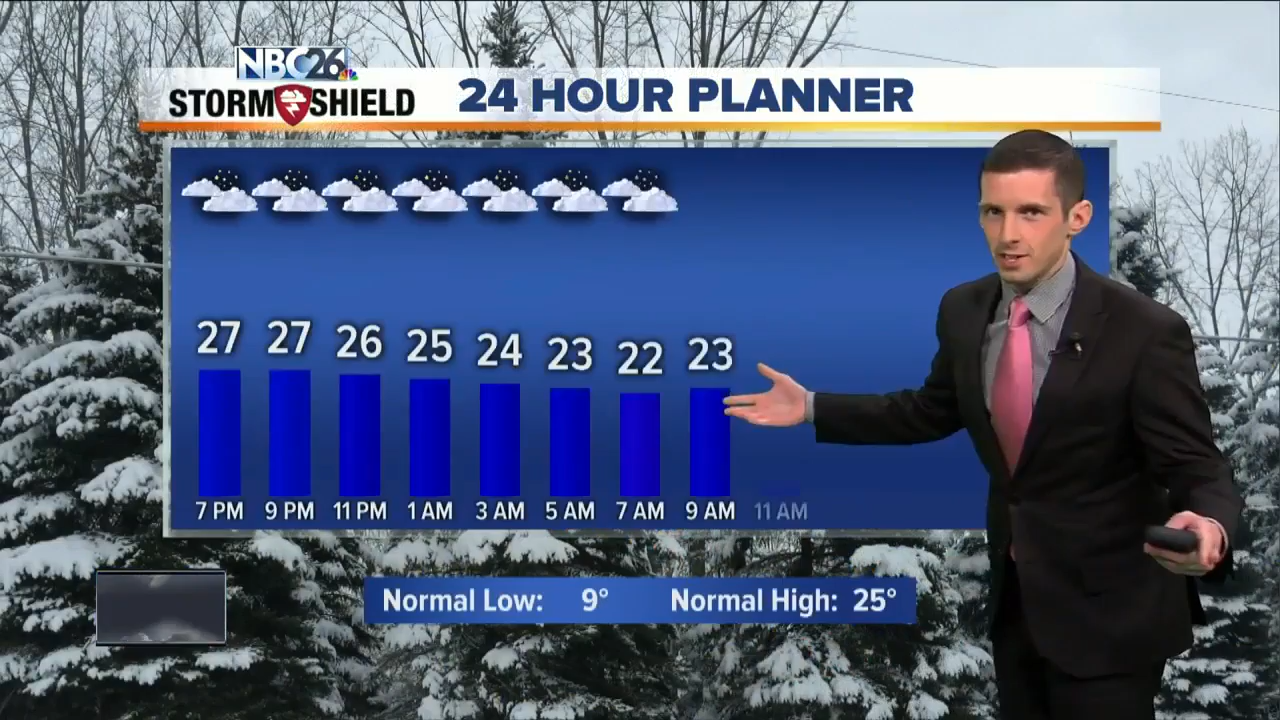 NBC26
STORM SHIELD
24 HOUR PLANNER
27 27 26 25 24 23 22 23
7 PM 9 PM 11 PM 1 AM 3 AM 5 AM 7 AM 9 AM 11 AM
Normal Low: 9° Normal High: 25°